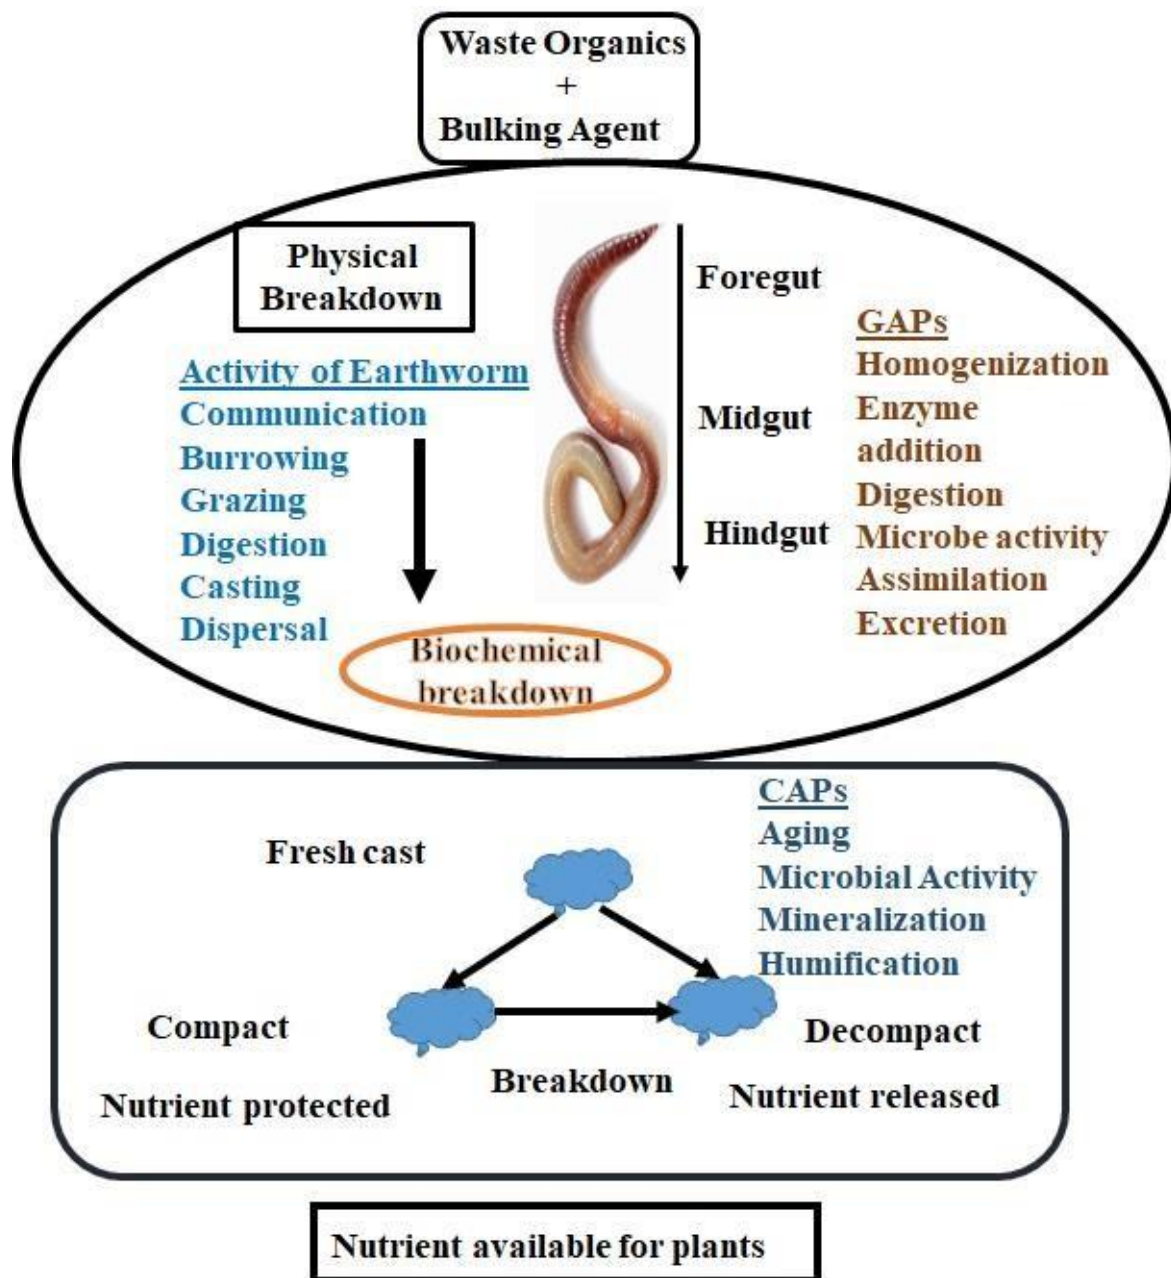 Waste Organics
+
Bulking Agent
Physical
Breakdown
Activity of Earthworm
Communication
Burrowing
Grazing
Digestion
Casting
Dispersal
Biochemical
breakdown
Foregut
Midgut
Hindgut
GAPs
Homogenization
Enzyme
addition
Digestion
Microbe activity
Assimilation
Excretion
CAPs
Aging
Microbial Activity
Mineralization
Humification
Fresh cast
Compact
Nutrient protected
Breakdown
Decompact
Nutrient released
Nutrient available for plants